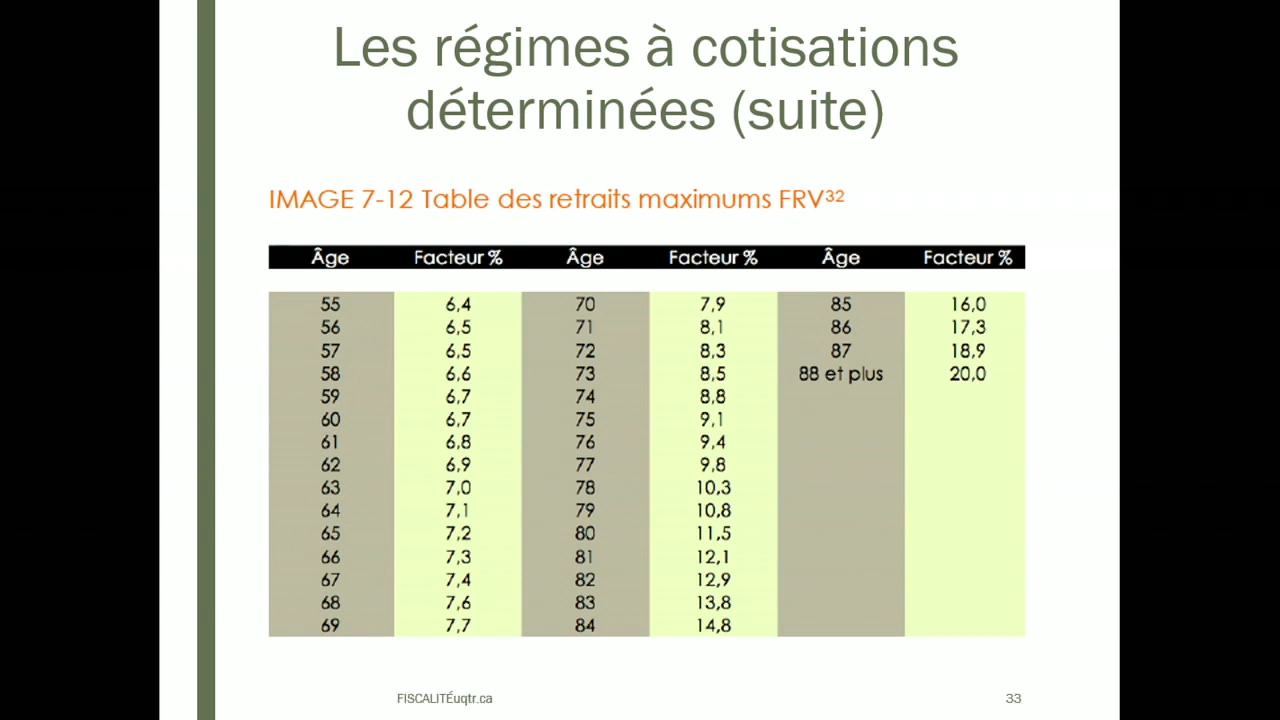 Les régimes à cotisations
déterminées (suite)
IMAGE 7-12 Table des retraits maximums FRV³²
Âge Facteur % Âge Facteur % Âge Facteur %
55 6,4 70 7,9 85 16,0
56 6,5 71 8,1 86 17,3
57 6,5 72 8,3 87 18,9
58 6,6 73 8,5 88 et plus 20,0
59 6,7 74 8,8
60 6,7 75 9,1
61 6,8 76 9,4
62 6,9 77 9,8
63 7,0 78 10,3
64 7,1 79 10,8
65 7,2 80 11,5
66 7,3 81 12,1
67 7,4 82 12,9
68 7,6 83 13,8
69 7,7 84 14,8
FISCALITÉuqtr.ca 33